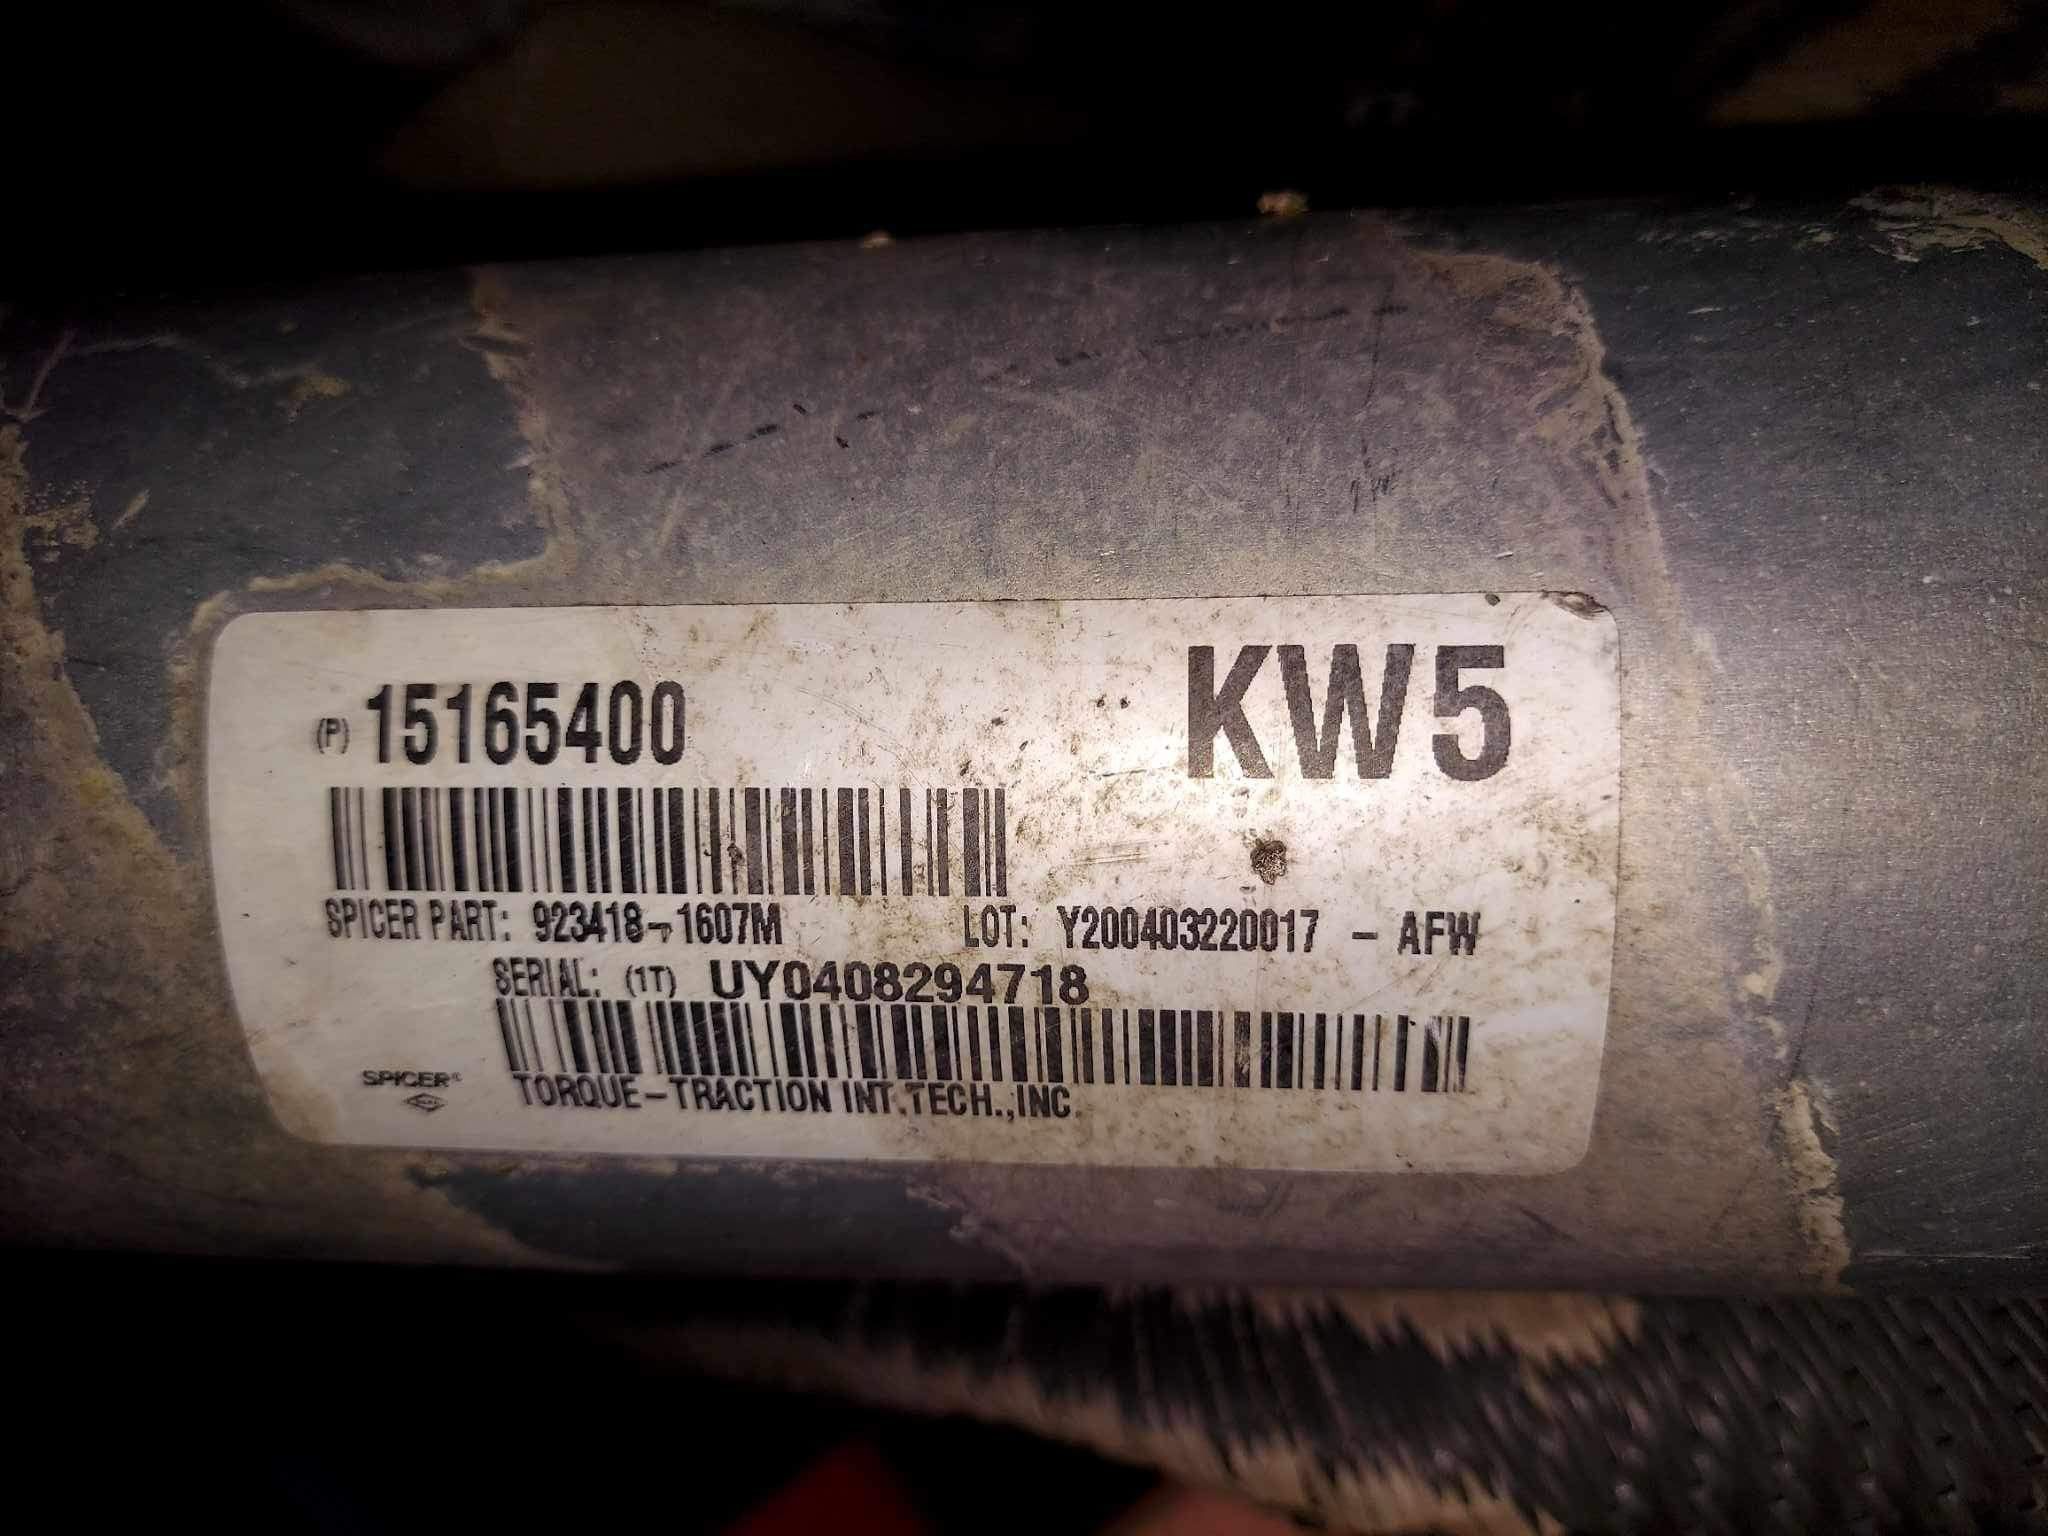 (P) 15165400
KW5
SPICER PART: 923418-1607M LOT: Y200403220017 - AFW
SERIAL: (1T) UY0408294718
SPICER®
TORQUE-TRACTION INT.TECH.,INC.